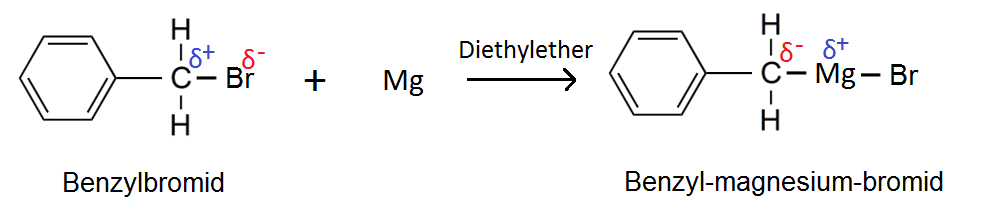 H
H
Diethylether
δ+
δ-
δ-
δ+
C
Br
+
Mg
C
Mg
Br
H
H
Benzylbromid
Benzyl-magnesium-bromid